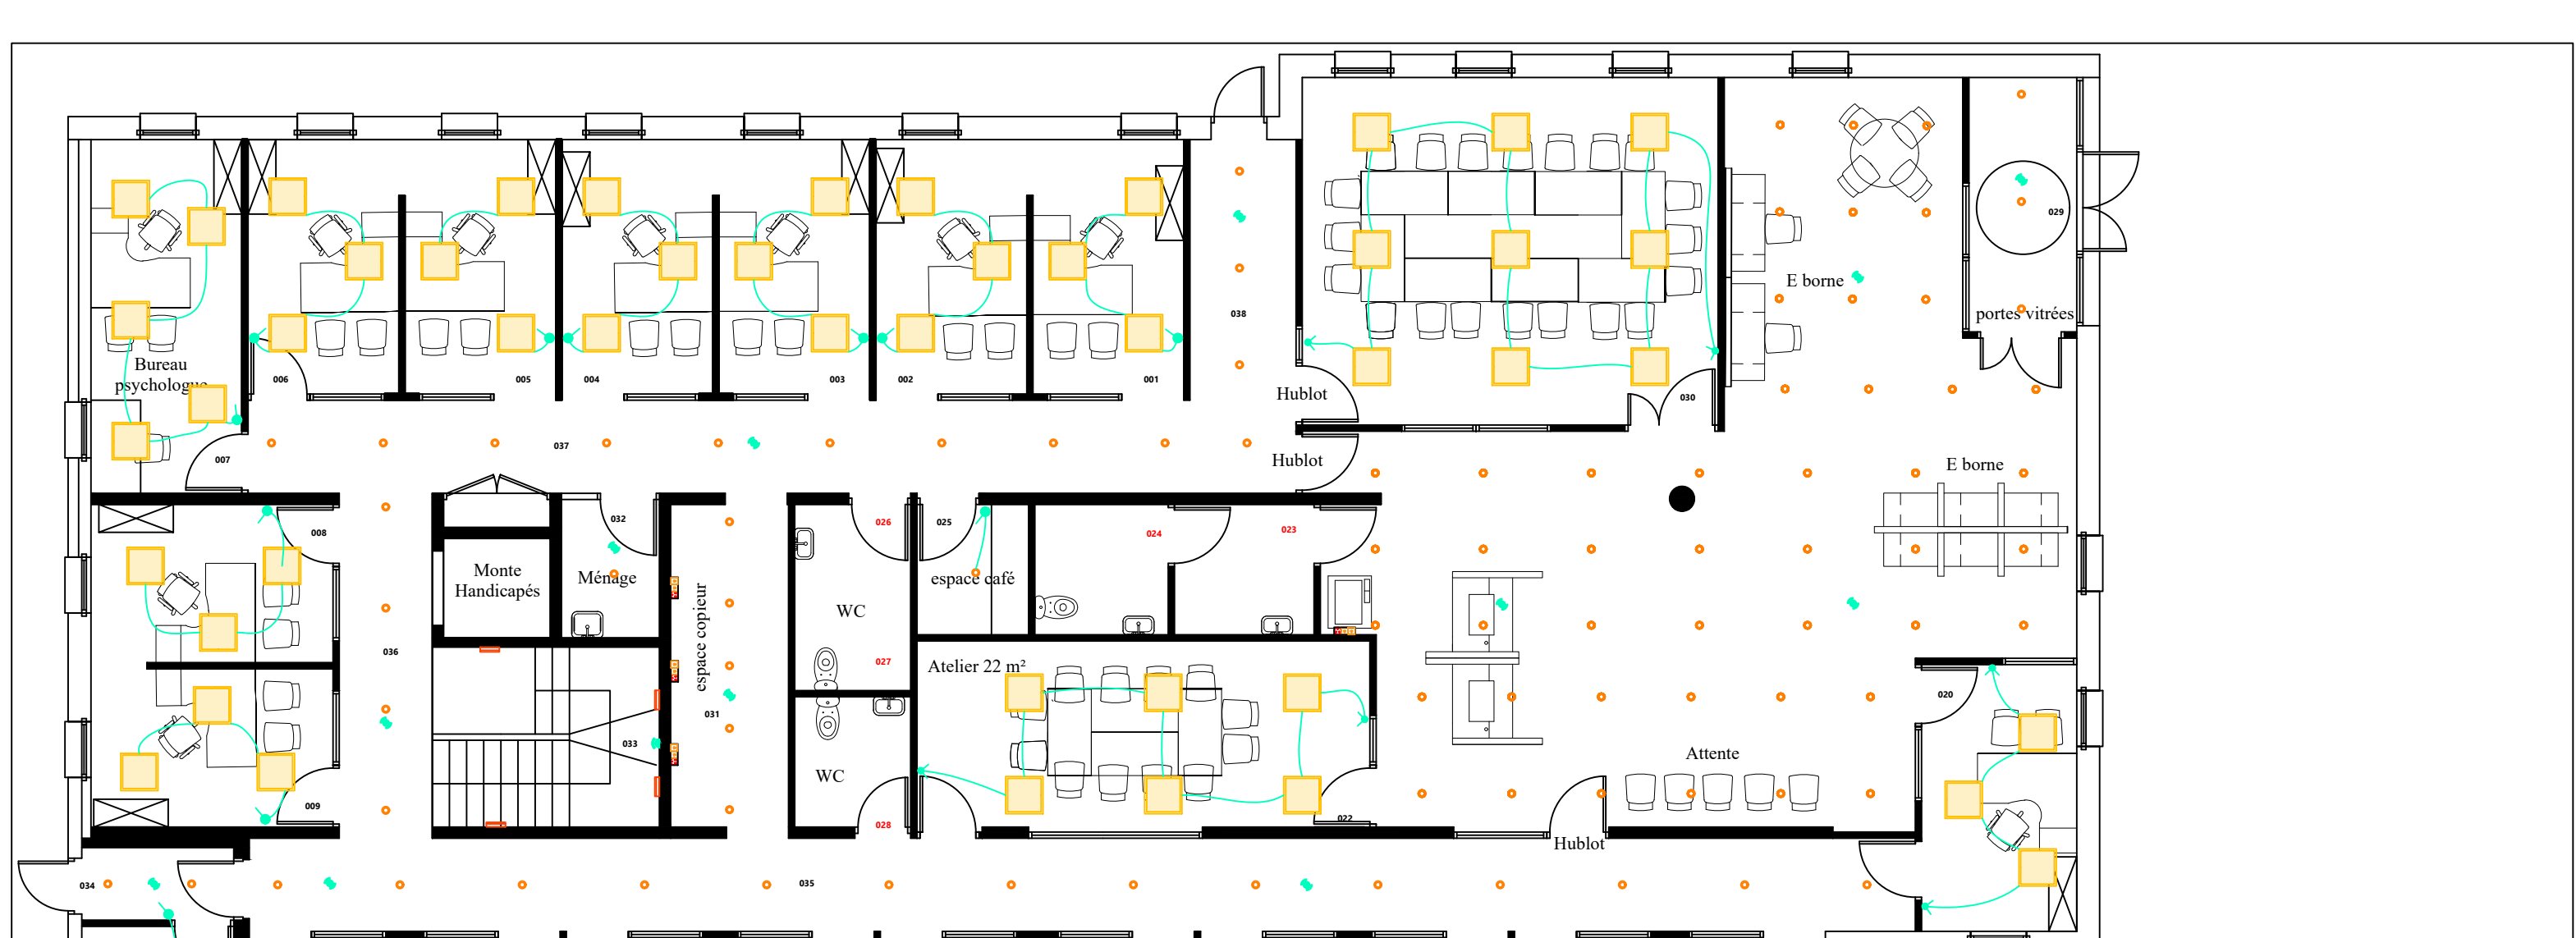 029
E borne
portes vitrées
038
Bureau
psychologue
006
005
004
003
002
001
Hublot
030
037
007
Hublot
E borne
026
025
032
008
024
023
Monte
Handicapés
Ménage
espace café
espace copieur
WC
036
027
Atelier 22 m²
020
031
033
Attente
WC
009
022
028
Hublot
034
035